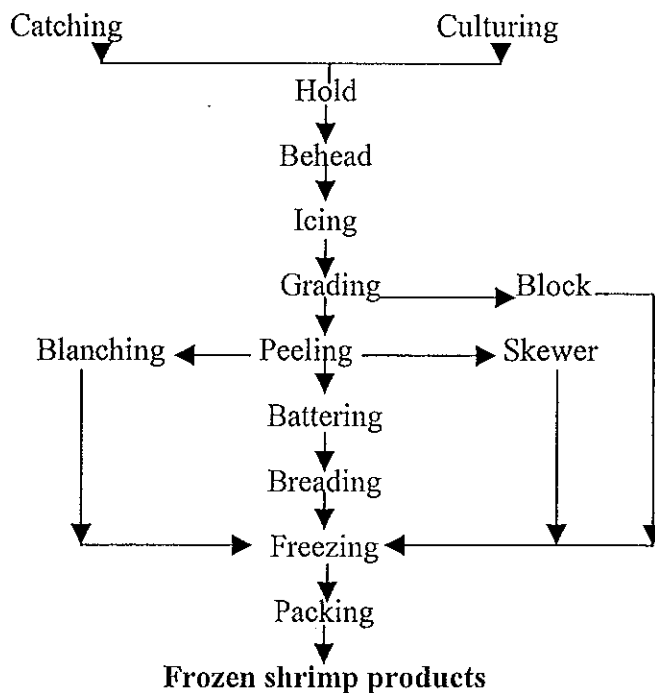 Catching Culturing
Hold
Behead
Icing
Grading Block
Blanching Peeling Skewer
Battering
Breading
Freezing
Packing
Frozen shrimp products